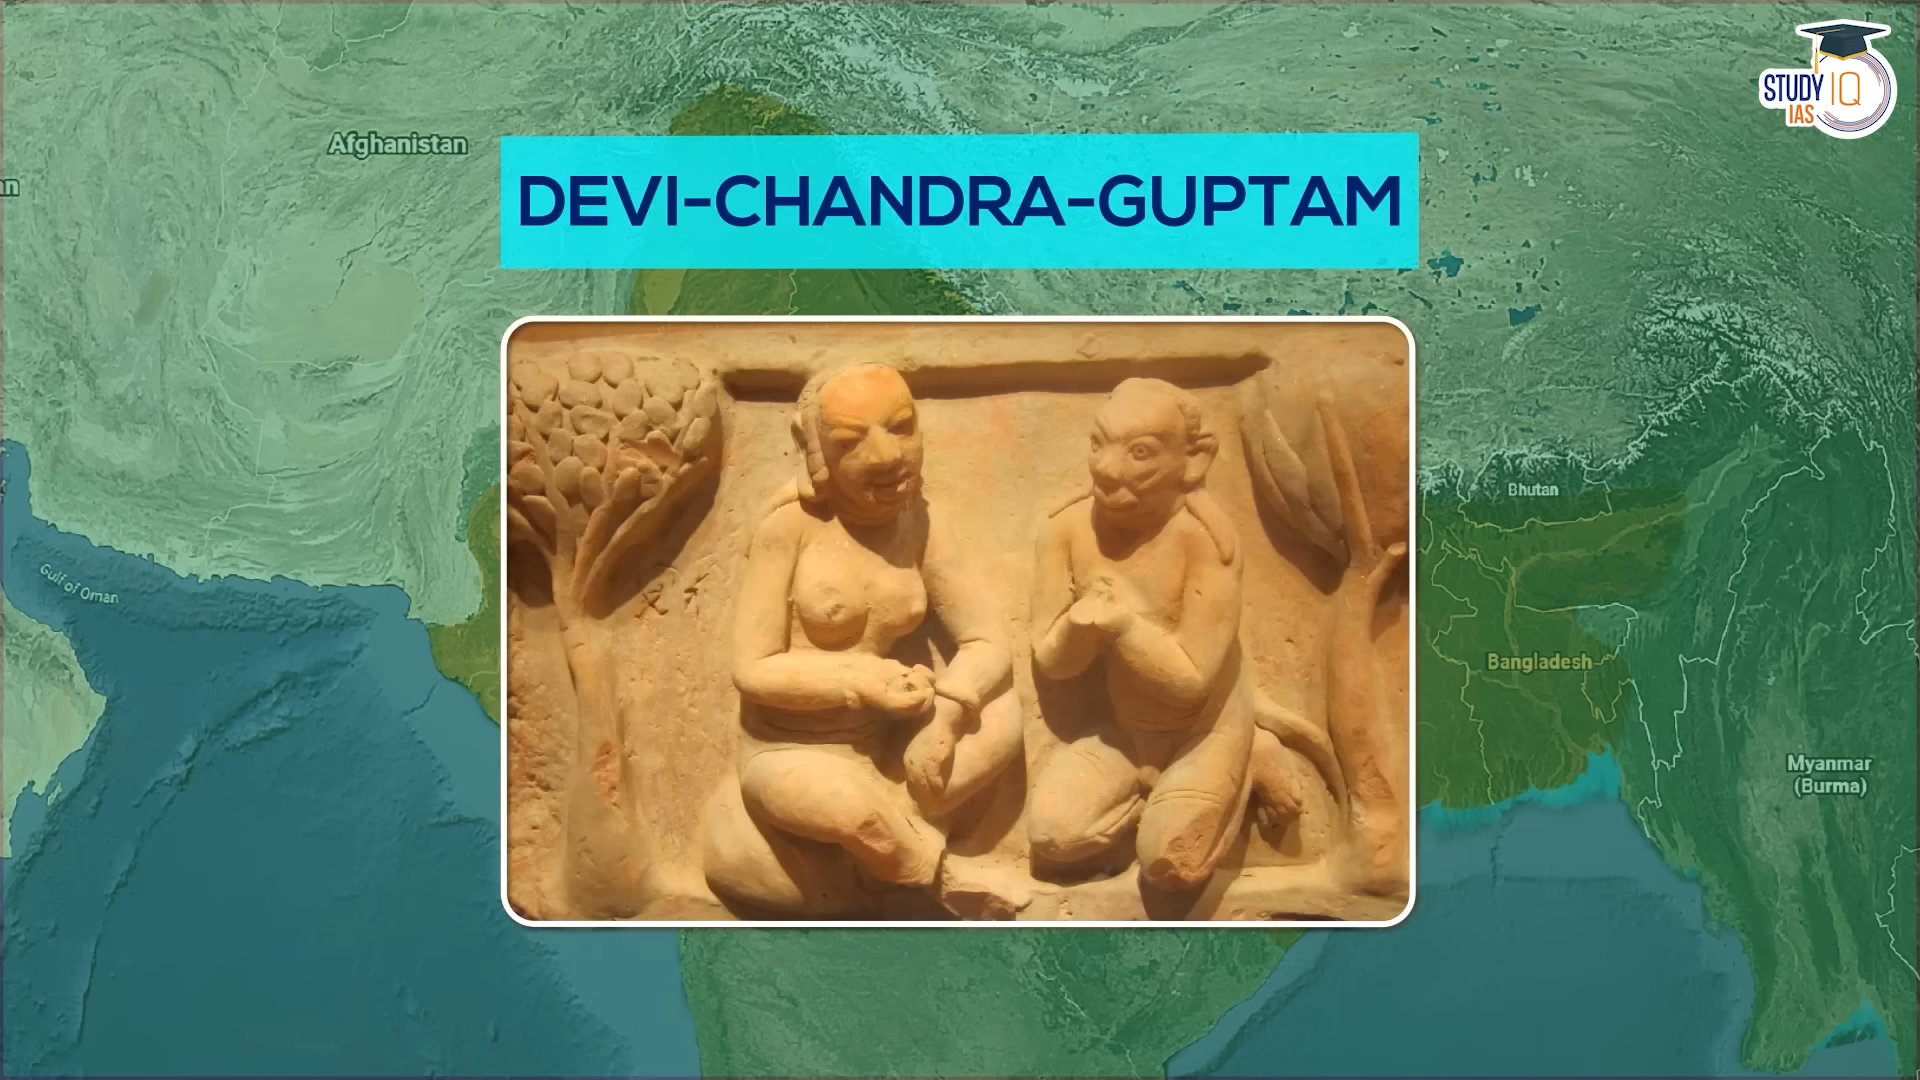 STUDY IQ
IAS
Afghanistan
DEVI-CHANDRA-GUPTAM
n
Bhutan
Gulf of Oman
Bangladesh
Myanmar
(Burma)